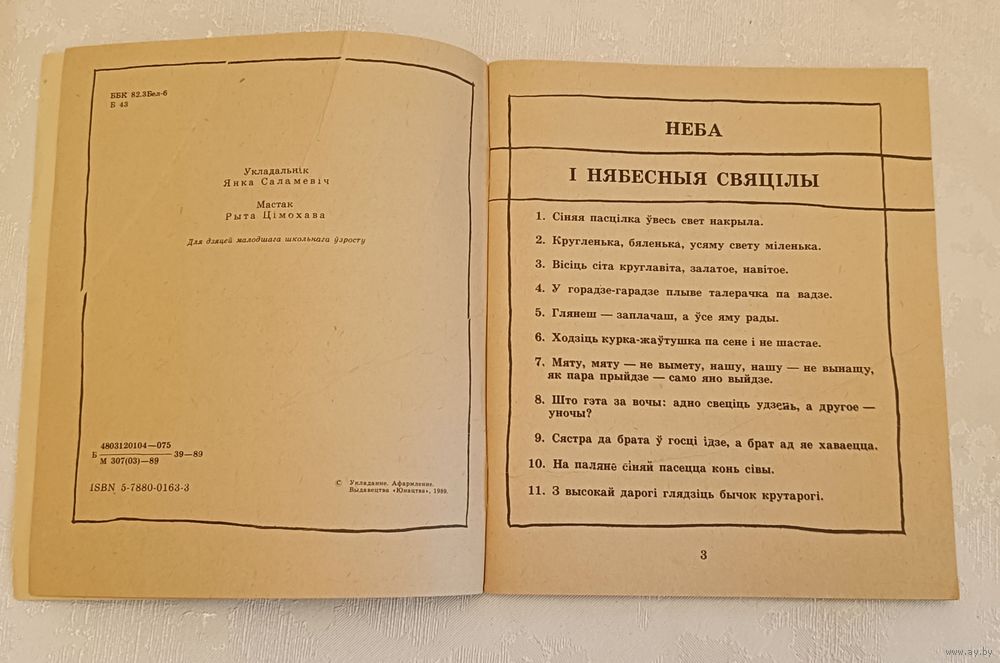 ББК 82.3Бел-6
Б 43
Укладальнік
Янка Саламевіч
Мастак
Рыта Цімохава
Для дзяцей малодшага школьнага ўзросту
4803120104—075
Б 39—89
М 307(03)—89
ISBN 5-7880-0163-3
© Укладанне. Афармленне.
Выдавецтва «Юнацтва», 1989.
НЕБА
І НЯБЕСНЫЯ СВЯЦІЛЫ
1. Сіняя пасцілка ўвесь свет накрыла.
2. Кругленька, бяленька, усяму свету міленька.
3. Вісіць сіта круглавіта, залатое, навітое.
4. У горадзе-гарадзе плыве талерачка па вадзе.
5. Глянеш — заплачаш, а ўсе яму рады.
6. Ходзіць курка-жаўтушка па сене і не шастае.
7. Мяту, мяту — не вымету, нашу, нашу — не вынашу,
як пара прыйдзе — само яно выйдзе.
8. Што гэта за вочы: адно свеціць удзень, а другое —
уночы?
9. Сястра да брата ў госці ідзе, а брат ад яе хаваецца.
10. На паляне сіняй пасецца конь сівы.
11. З высокай дарогі глядзіць бычок крутарогі.
3
www.ay.by